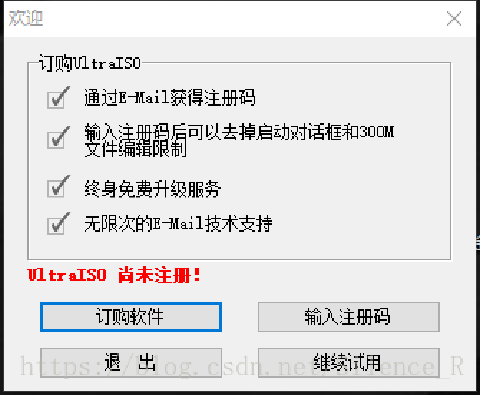 欢迎
订购UltraISO
通过E-Mail获得注册码
输入注册码后可以去掉启动对话框和300M
文件编辑限制
终身免费升级服务
无限次的E-Mail技术支持
UltraISO 尚未注册!
订购软件
输入注册码
退 出
继续试用
https://blog.csdn.net